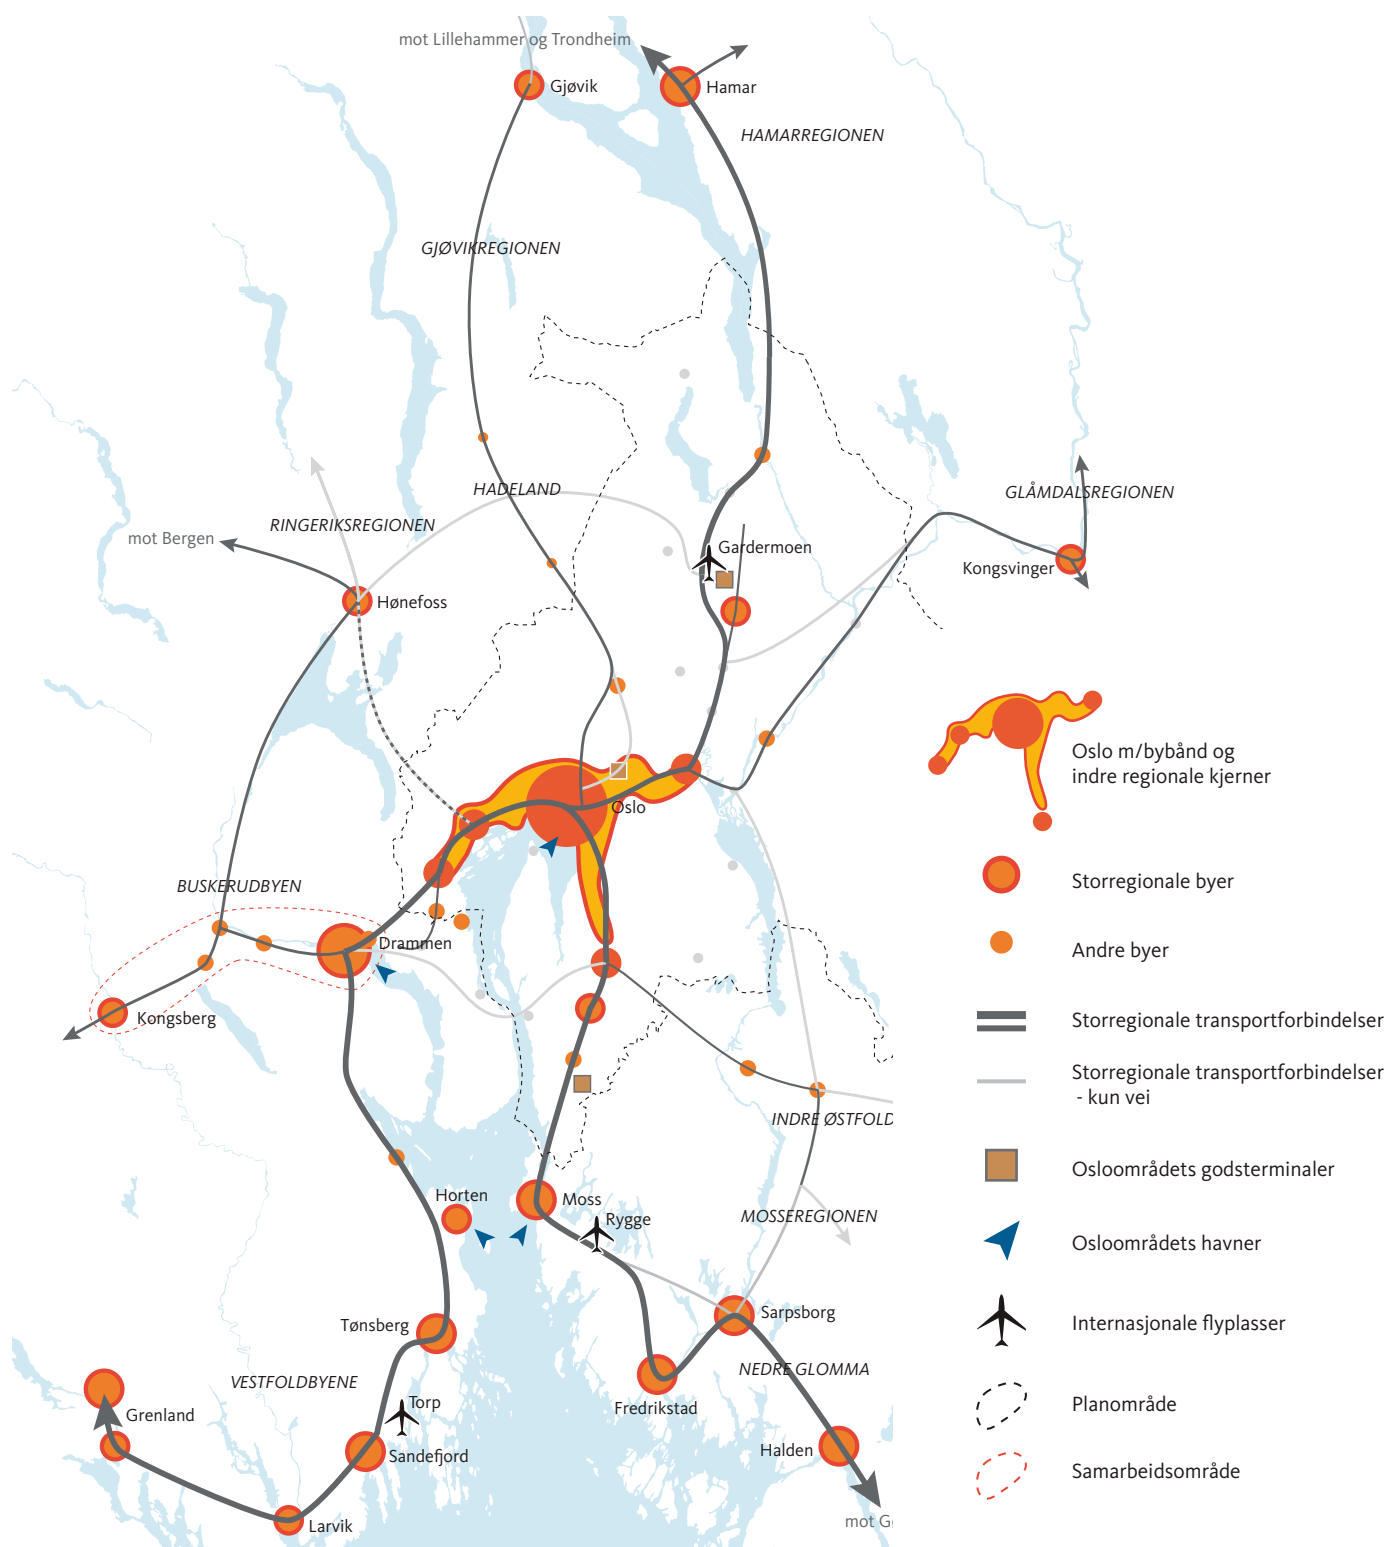 mot Lillehammer og Trondheim
Gjøvik
Hamar
HAMARREGIONEN
GJØVIKREGIONEN
HADELAND
GLÅMDALSREGIONEN
RINGERIKSREGIONEN
mot Bergen
Gardermoen
Kongsvinger
Hønefoss
Oslo
BUSKERUDBYEN
Drammen
Kongsberg
INDRE ØSTFOLD
Horten
Moss
Rygge
MOSSEREGIONEN
Tønsberg
Sarpsborg
NEDRE GLOMMA
VESTFOLDBYENE
Torp
Fredrikstad
Grenland
Sandefjord
Halden
Larvik
mot G
Oslo m/bybånd og
indre regionale kjerner
Storregionale byer
Andre byer
Storregionale transportforbindelser
Storregionale transportforbindelser
- kun vei
Osloområdets godsterminaler
Osloområdets havner
Internasjonale flyplasser
Planområde
Samarbeidsområde